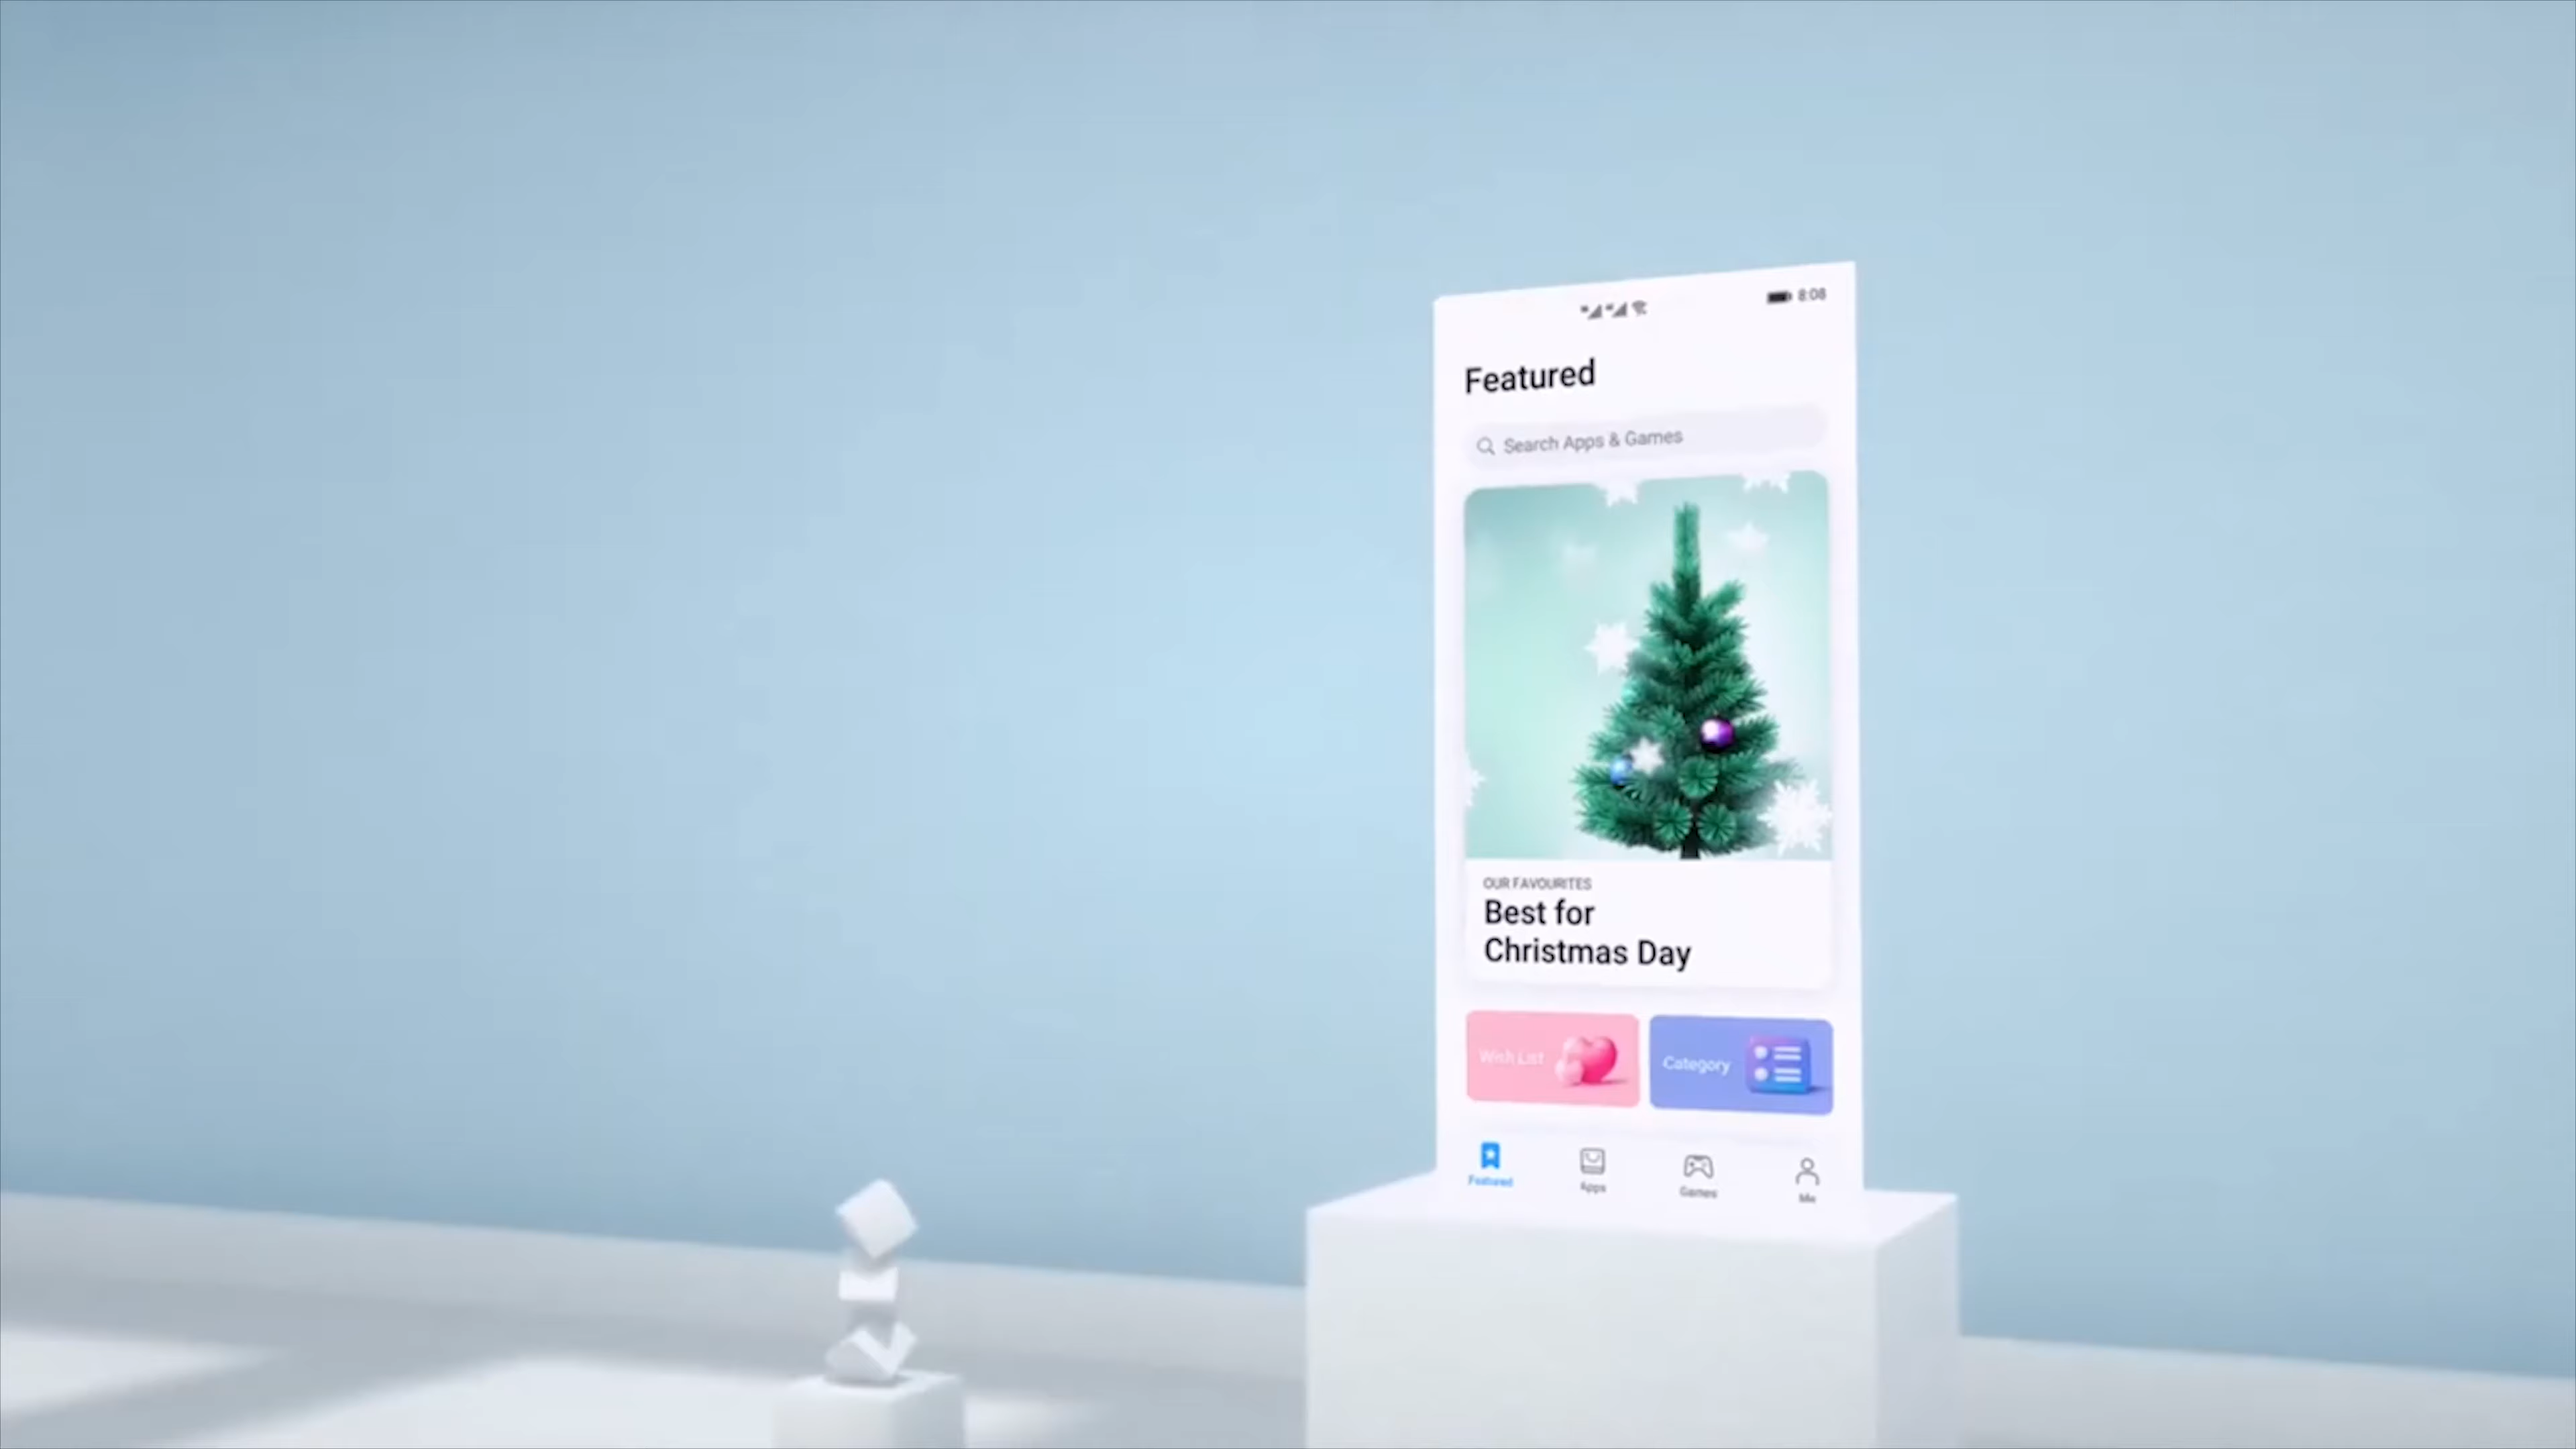 8:08
Featured
Search Apps & Games
OUR FAVOURITES
Best for
Christmas Day
Wish List
Category
Featured
Apps
Games
Me